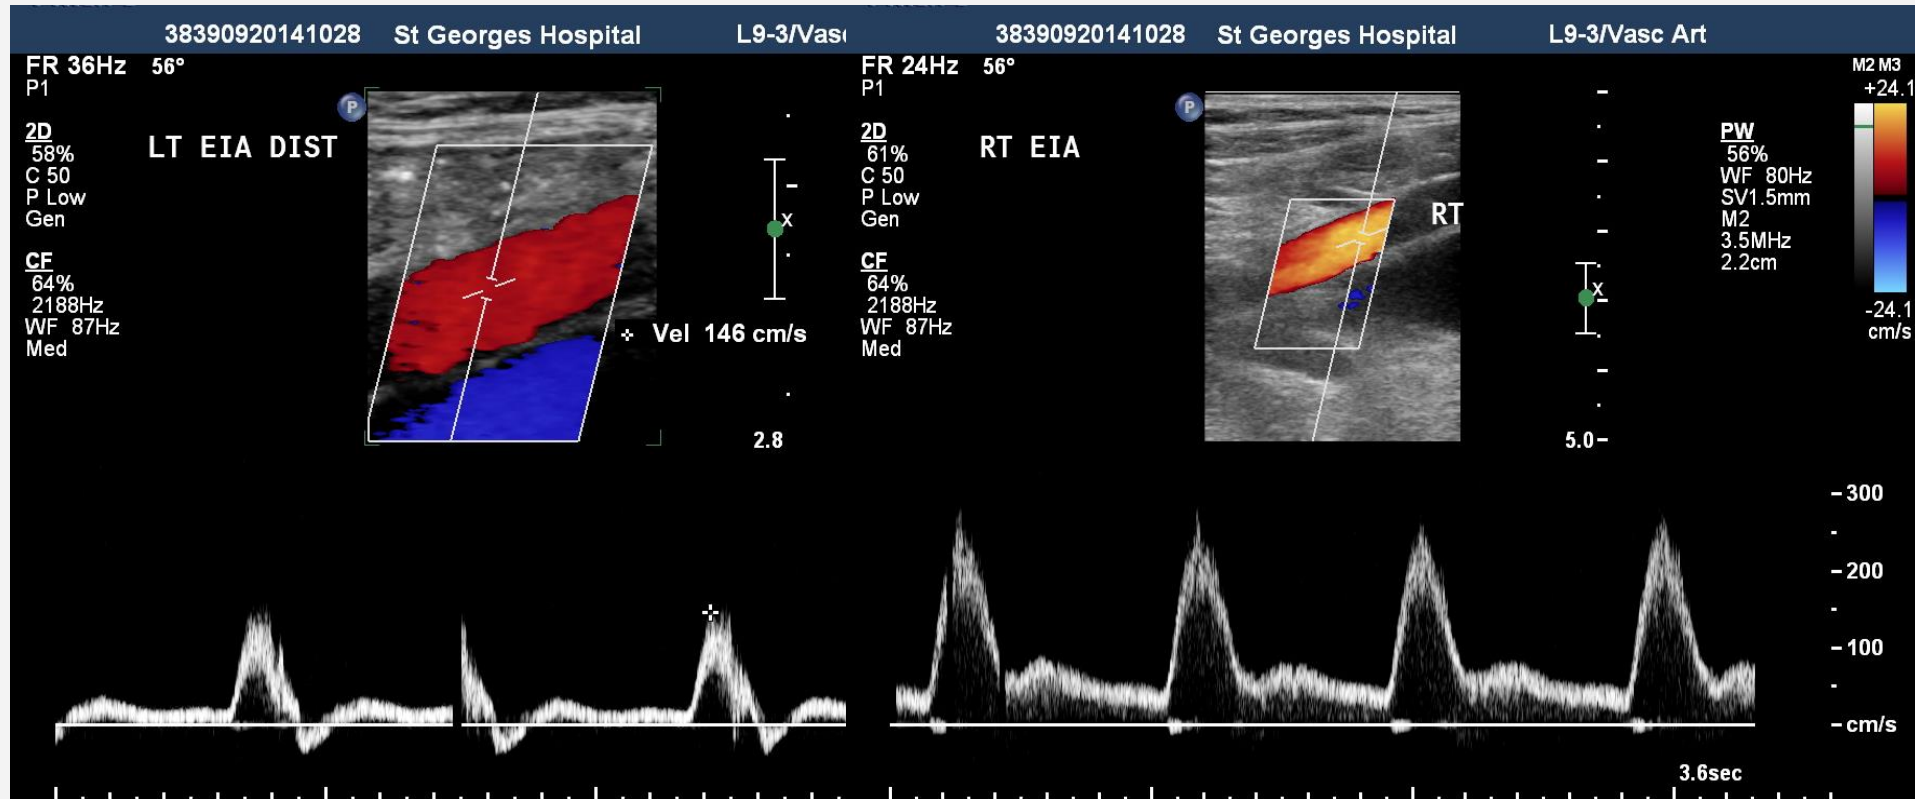 38390920141028 St Georges Hospital L9-3/Vas
FR 36Hz 56°
P1
P
2D
58%
C 50
P Low
Gen
LT EIA DIST
CF
64%
2188Hz
WF 87Hz
Med
x
Vel 146 cm/s
2.8
38390920141028 St Georges Hospital L9-3/Vasc Art
FR 24Hz 56°
P1
P
2D
61%
C 50
P Low
Gen
RT EIA
CF
64%
2188Hz
WF 87Hz
Med
RT
x
5.0
PW
56%
WF 80Hz
SV1.5mm
M2
3.5MHz
2.2cm
M2 M3
+24.1
-24.1
cm/s
300
200
100
cm/s
3.6sec